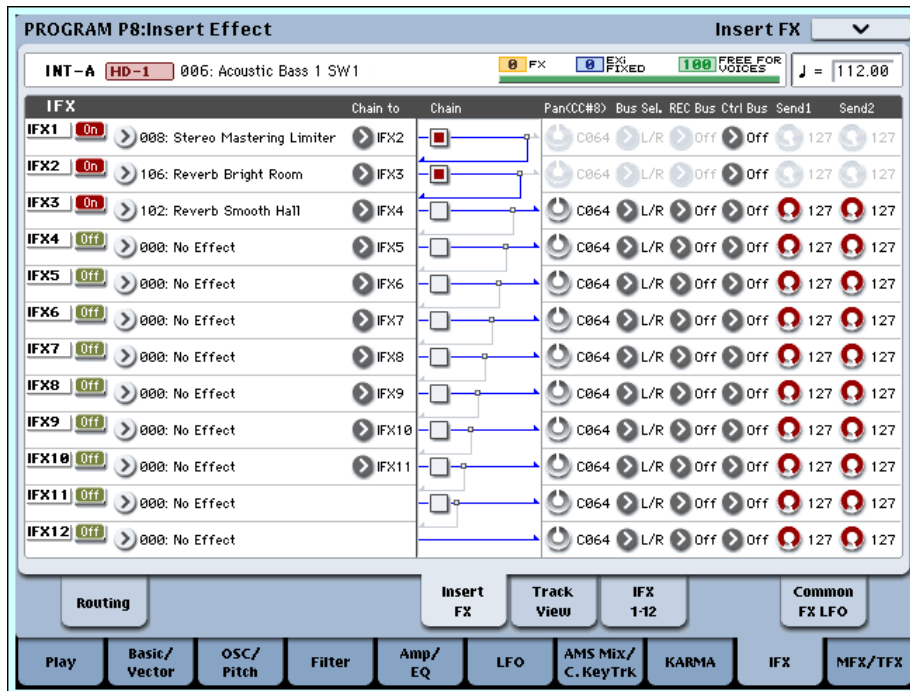 PROGRAM P8:Insert Effect Insert FX
INT-A HD-1 006: Acoustic Bass 1 SW1 0 FX 0 EXi FIXED 100 FREE FOR VOICES ♩ = 112.00
IFX Chain to Chain Pan(CC#8) Bus Sel. REC Bus Ctrl Bus Send1 Send2
IFX1 On 008: Stereo Mastering Limiter IFX2 C064 L/R Off Off 127 127
IFX2 On 106: Reverb Bright Room IFX3 C064 L/R Off Off 127 127
IFX3 On 102: Reverb Smooth Hall IFX4 C064 L/R Off Off 127 127
IFX4 Off 000: No Effect IFX5 C064 L/R Off Off 127 127
IFX5 Off 000: No Effect IFX6 C064 L/R Off Off 127 127
IFX6 Off 000: No Effect IFX7 C064 L/R Off Off 127 127
IFX7 Off 000: No Effect IFX8 C064 L/R Off Off 127 127
IFX8 Off 000: No Effect IFX9 C064 L/R Off Off 127 127
IFX9 Off 000: No Effect IFX10 C064 L/R Off Off 127 127
IFX10 Off 000: No Effect IFX11 C064 L/R Off Off 127 127
IFX11 Off 000: No Effect C064 L/R Off Off 127 127
IFX12 Off 000: No Effect C064 L/R Off Off 127 127
Routing
Insert
FX
Track
View
IFX
1-12
Common
FX LFO
Play
Basic/
Vector
OSC/
Pitch
Filter
Amp/
EQ
LFO
AMS Mix/
C.KeyTrk
KARMA
IFX
MFX/TFX